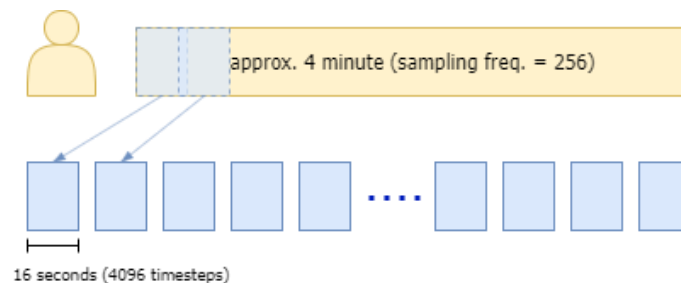 approx. 4 minute (sampling freq. = 256)
16 seconds (4096 timesteps)